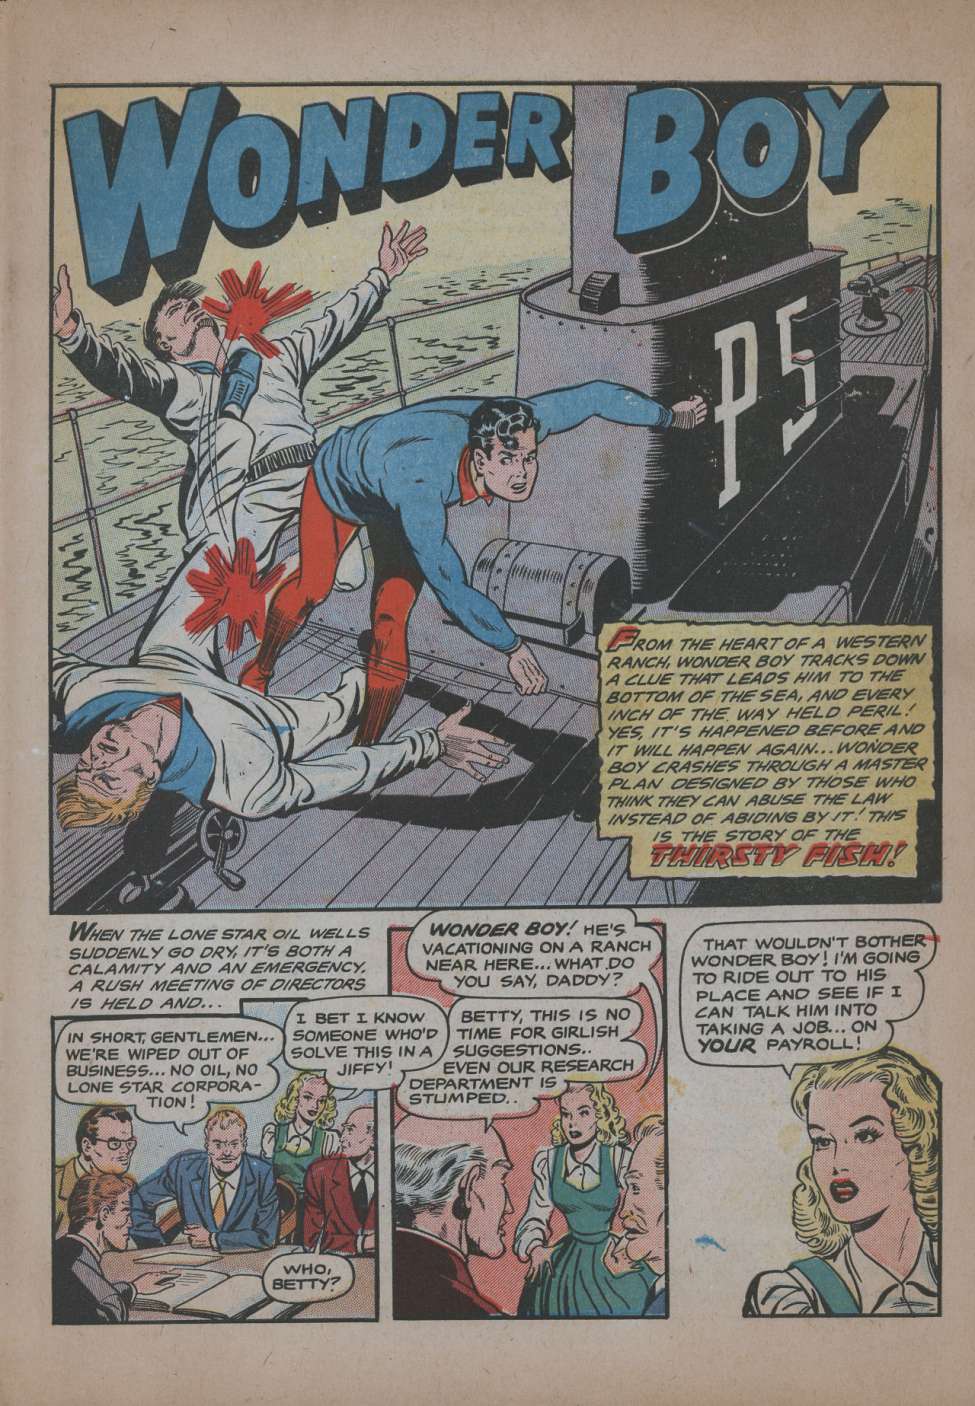 WONDER BOY
P5
FROM THE HEART OF A WESTERN
RANCH, WONDER BOY TRACKS DOWN
A CLUE THAT LEADS HIM TO THE
BOTTOM OF THE SEA, AND EVERY
INCH OF THE WAY HELD PERIL!
YES, IT'S HAPPENED BEFORE AND
IT WILL HAPPEN AGAIN... WONDER
BOY CRASHES THROUGH A MASTER
PLAN DESIGNED BY THOSE WHO
THINK THEY CAN ABUSE THE LAW
INSTEAD OF ABIDING BY IT! THIS
IS THE STORY OF THE
THIRSTY FISH!
WHEN THE LONE STAR OIL WELLS
SUDDENLY GO DRY, IT'S BOTH A
CALAMITY AND AN EMERGENCY.
A RUSH MEETING OF DIRECTORS
IS HELD AND...
IN SHORT, GENTLEMEN...
WE'RE WIPED OUT OF
BUSINESS... NO OIL, NO
LONE STAR CORPORA-
TION!
I BET I KNOW
SOMEONE WHO'D
SOLVE THIS IN A
JIFFY!
WHO,
BETTY?
WONDER BOY! HE'S
VACATIONING ON A RANCH
NEAR HERE... WHAT DO
YOU SAY, DADDY?
BETTY, THIS IS NO
TIME FOR GIRLISH
SUGGESTIONS..
EVEN OUR RESEARCH
DEPARTMENT IS
STUMPED..
THAT WOULDN'T BOTHER
WONDER BOY! I'M GOING
TO RIDE OUT TO HIS
PLACE AND SEE IF I
CAN TALK HIM INTO
TAKING A JOB... ON
YOUR PAYROLL!